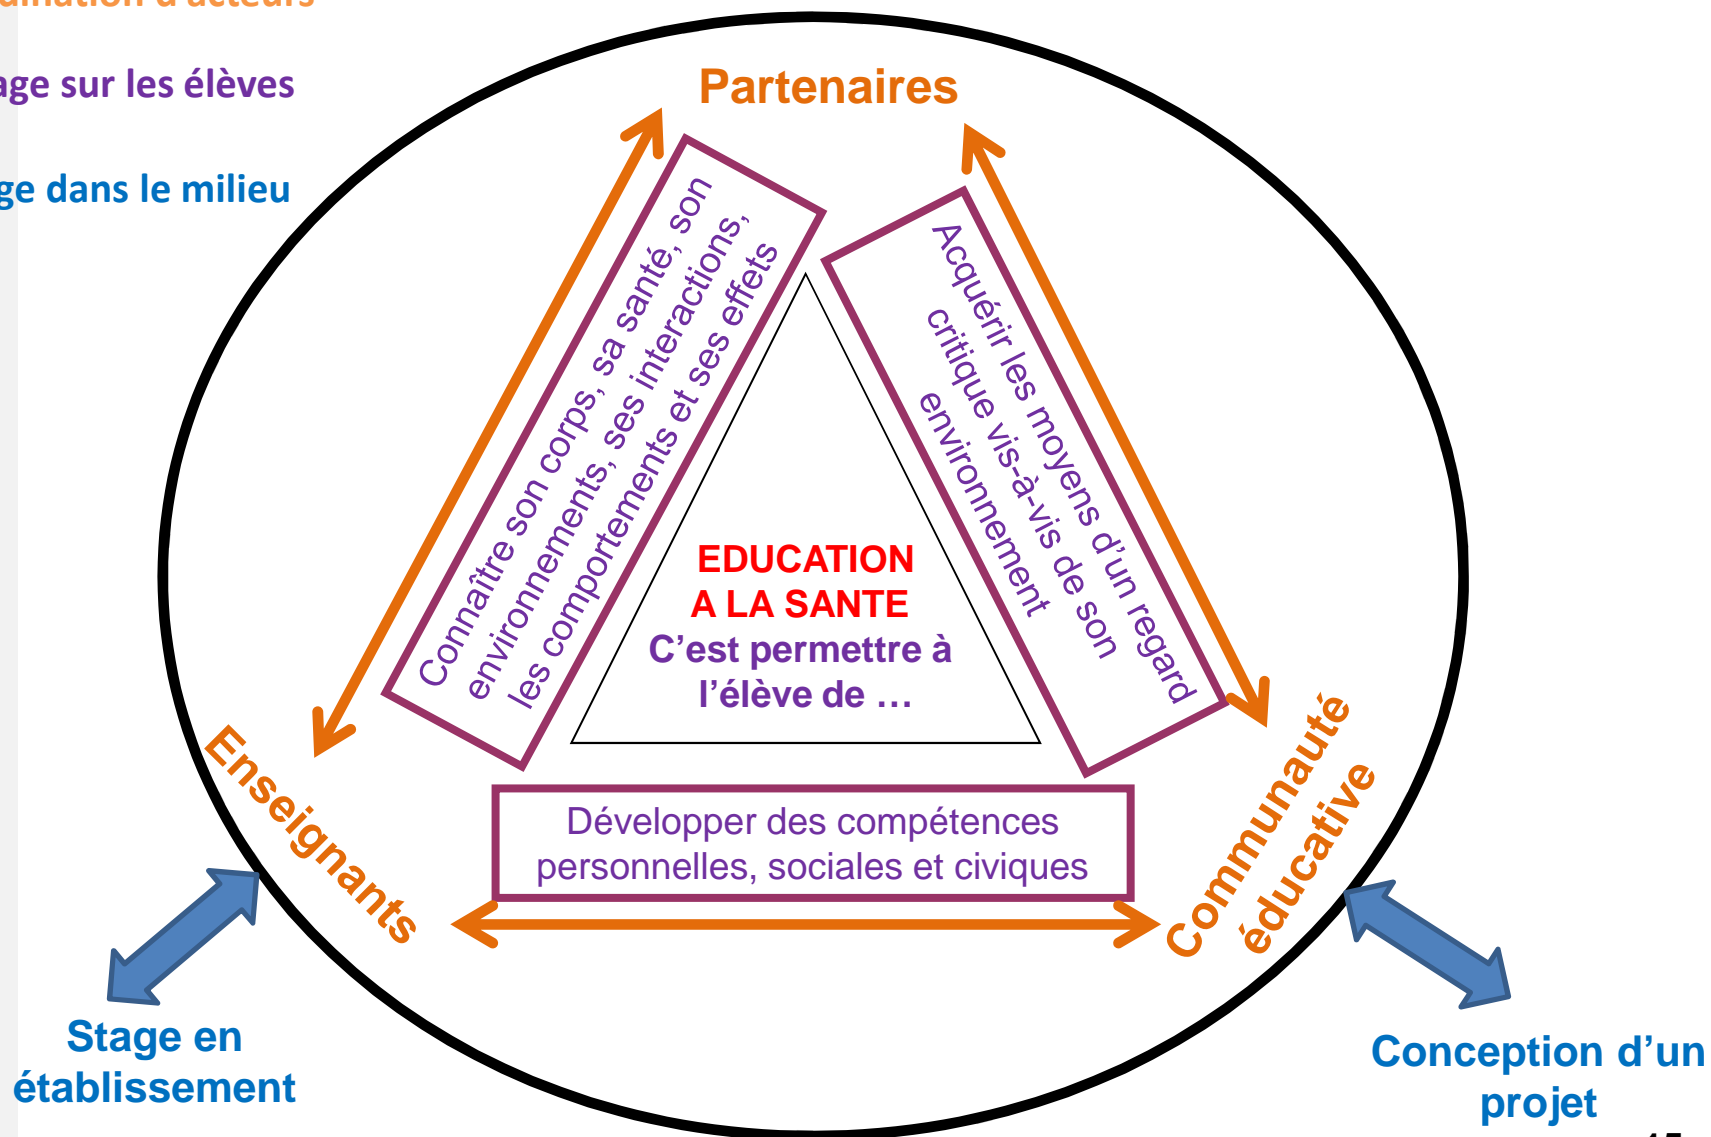 d'acteurs
sur les élèves
dans le milieu
Partenaires
Connaître son corps, sa santé, son
environnements, ses interactions,
les comportements et ses effets
Acquérir les moyens d'un regard
critique vis-à-vis de son
environnement
EDUCATION
A LA SANTE
C'est permettre à
l'élève de …
Développer des compétences
personnelles, sociales et civiques
Enseignants
Communauté
éducative
Stage en
établissement
Conception d'un
projet